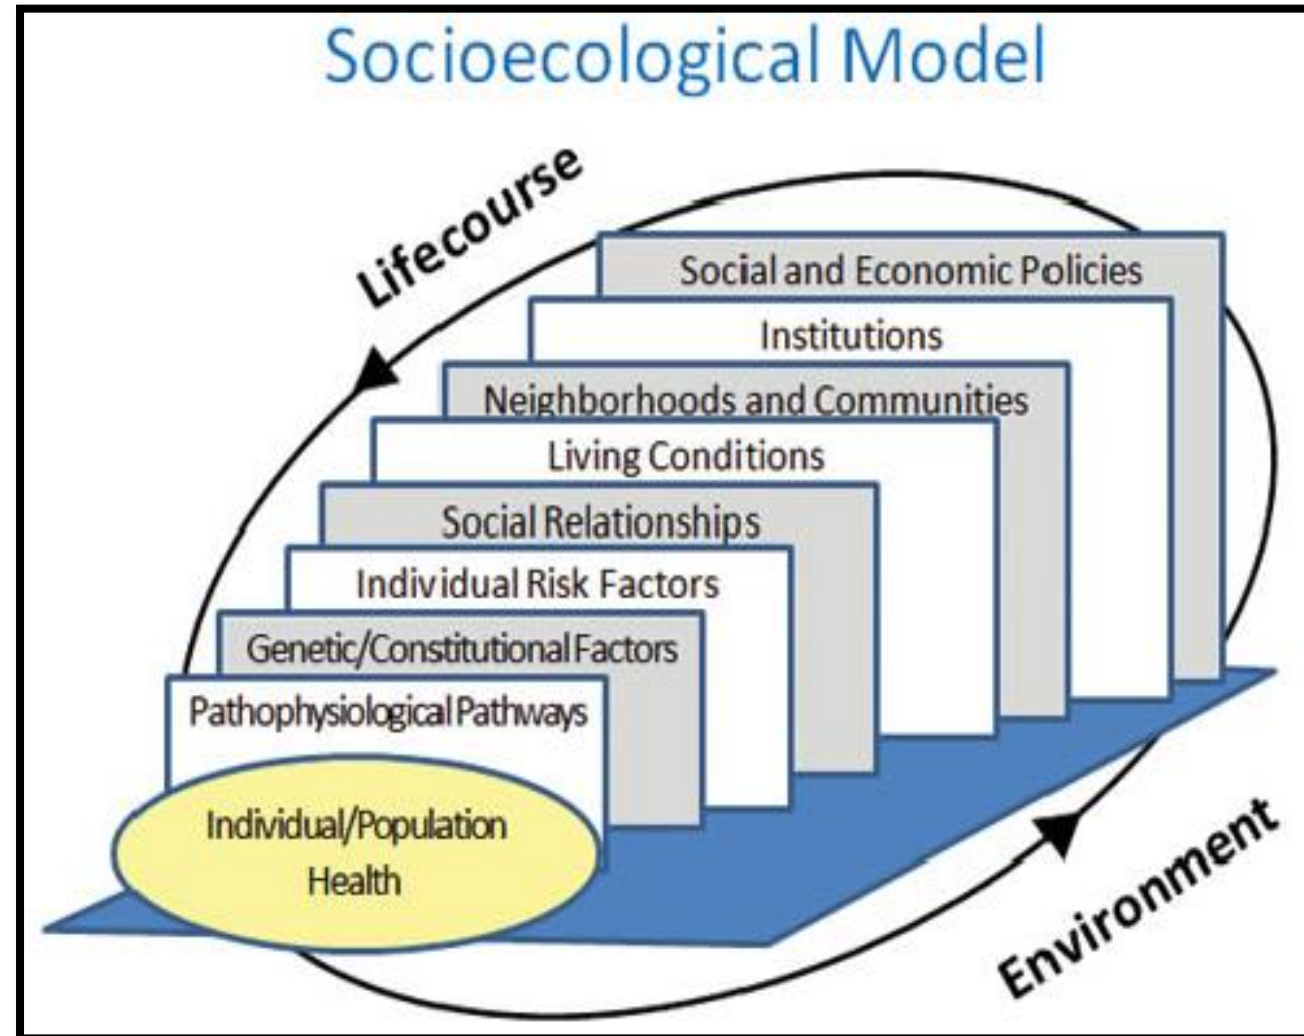 Socioecological Model
Lifecourse
Social and Economic Policies
Institutions
Neighborhoods and Communities
Living Conditions
Social Relationships
Individual Risk Factors
Genetic/Constitutional Factors
Pathophysiological Pathways
Individual/Population
Health
Environment